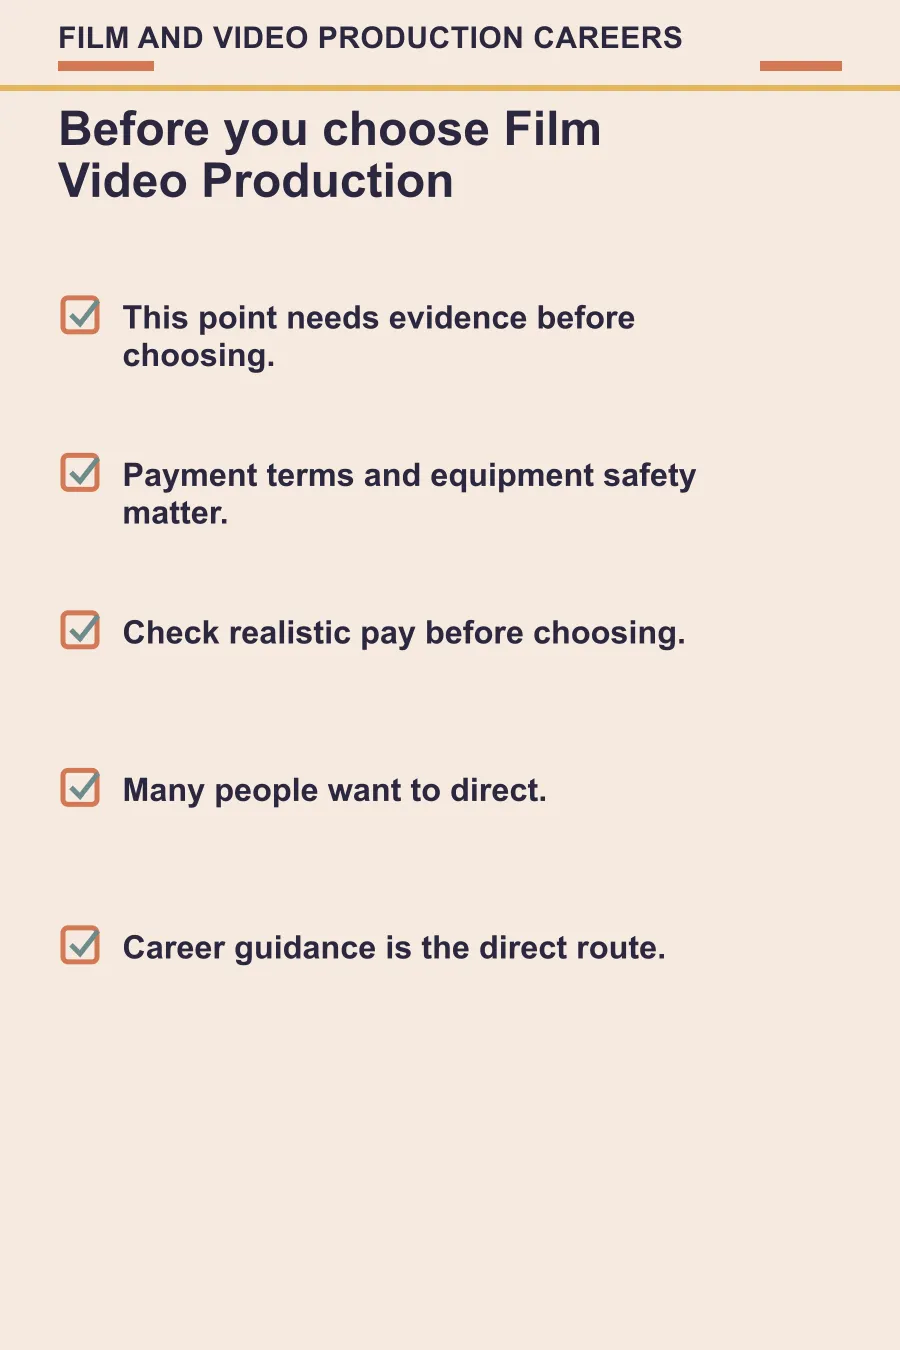 FILM AND VIDEO PRODUCTION CAREERS
Before you choose Film
Video Production
This point needs evidence before
choosing.
Payment terms and equipment safety
matter.
Check realistic pay before choosing.
Many people want to direct.
Career guidance is the direct route.